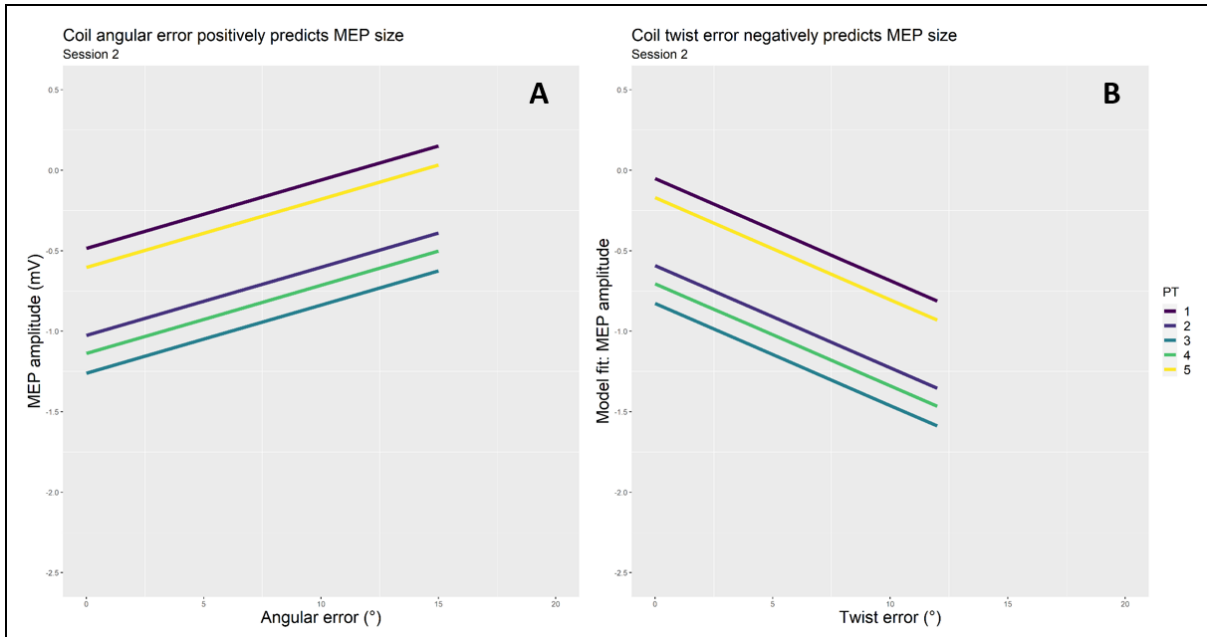 Coil angular error positively predicts MEP size
Session 2
A
0.5
0.0
-0.5
-1.0
-1.5
-2.0
-2.5
MEP amplitude (mV)
0
5
10
15
20
Angular error (°)
Coil twist error negatively predicts MEP size
Session 2
B
0.5
0.0
-0.5
-1.0
-1.5
-2.0
-2.5
Model fit: MEP amplitude
0
5
10
15
20
Twist error (°)
PT
1
2
3
4
5